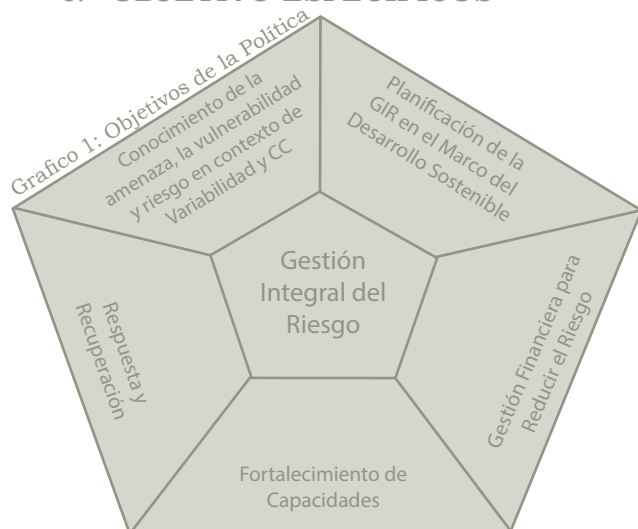 Grafico 1: Objetivos de la Política
Conocimiento de la
amenaza, la vulnerabilidad
y riesgo en contexto de
Variabilidad y CC
Planificación de la
GIR en el Marco del
Desarrollo Sostenible
Gestión
Integral del
Riesgo
Respuesta y
Recuperación
Gestión Financiera para
Reducir el Riesgo
Fortalecimiento de
Capacidades